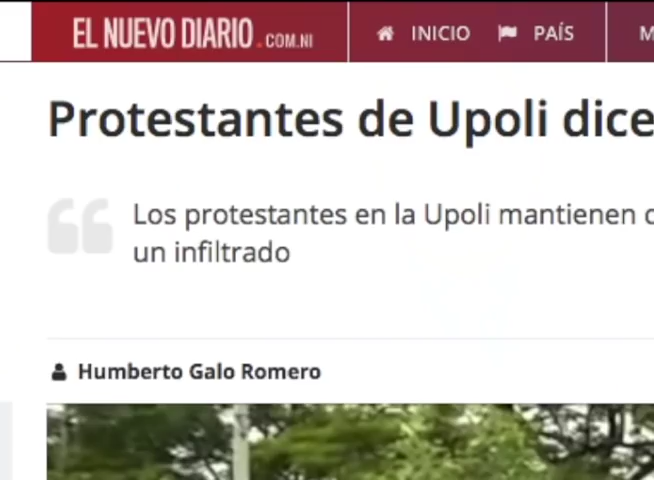 EL NUEVO DIARIO.COM.NI INICIO PAÍS M
Protestantes de Upoli dice
Los protestantes en la Upoli mantienen
un infiltrado
Humberto Galo Romero